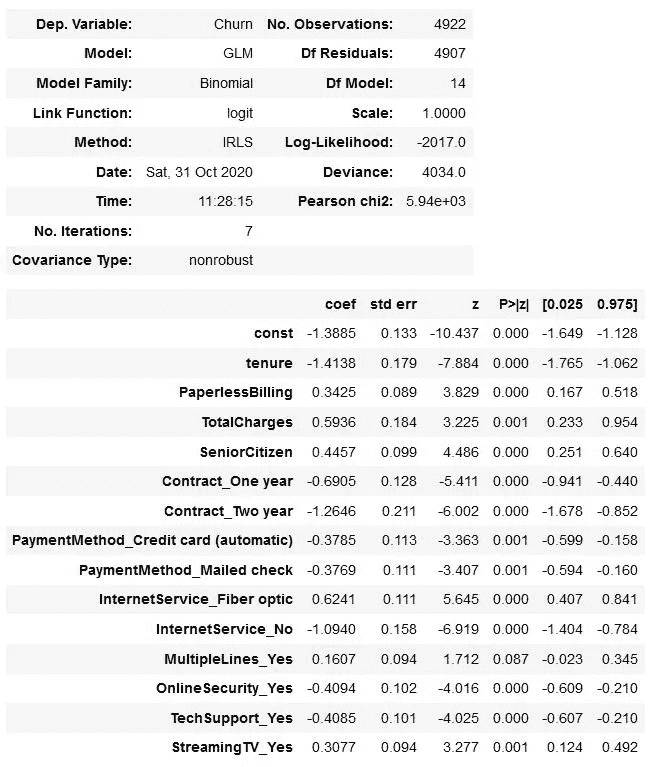 Dep. Variable: Churn No. Observations: 4922
Model: GLM Df Residuals: 4907
Model Family: Binomial Df Model: 14
Link Function: logit Scale: 1.0000
Method: IRLS Log-Likelihood: -2017.0
Date: Sat, 31 Oct 2020 Deviance: 4034.0
Time: 11:28:15 Pearson chi2: 5.94e+03
No. Iterations: 7
Covariance Type: nonrobust
coef std err z P>|z| [0.025 0.975]
const -1.3885 0.133 -10.437 0.000 -1.649 -1.128
tenure -1.4138 0.179 -7.884 0.000 -1.765 -1.062
PaperlessBilling 0.3425 0.089 3.829 0.000 0.167 0.518
TotalCharges 0.5936 0.184 3.225 0.001 0.233 0.954
SeniorCitizen 0.4457 0.099 4.486 0.000 0.251 0.640
Contract_One year -0.6905 0.128 -5.411 0.000 -0.941 -0.440
Contract_Two year -1.2646 0.211 -6.002 0.000 -1.678 -0.852
PaymentMethod_Credit card (automatic) -0.3785 0.113 -3.363 0.001 -0.599 -0.158
PaymentMethod_Mailed check -0.3769 0.111 -3.407 0.001 -0.594 -0.160
InternetService_Fiber optic 0.6241 0.111 5.645 0.000 0.407 0.841
InternetService_No -1.0940 0.158 -6.919 0.000 -1.404 -0.784
MultipleLines_Yes 0.1607 0.094 1.712 0.087 -0.023 0.345
OnlineSecurity_Yes -0.4094 0.102 -4.016 0.000 -0.609 -0.210
TechSupport_Yes -0.4085 0.101 -4.025 0.000 -0.607 -0.210
StreamingTV_Yes 0.3077 0.094 3.277 0.001 0.124 0.492